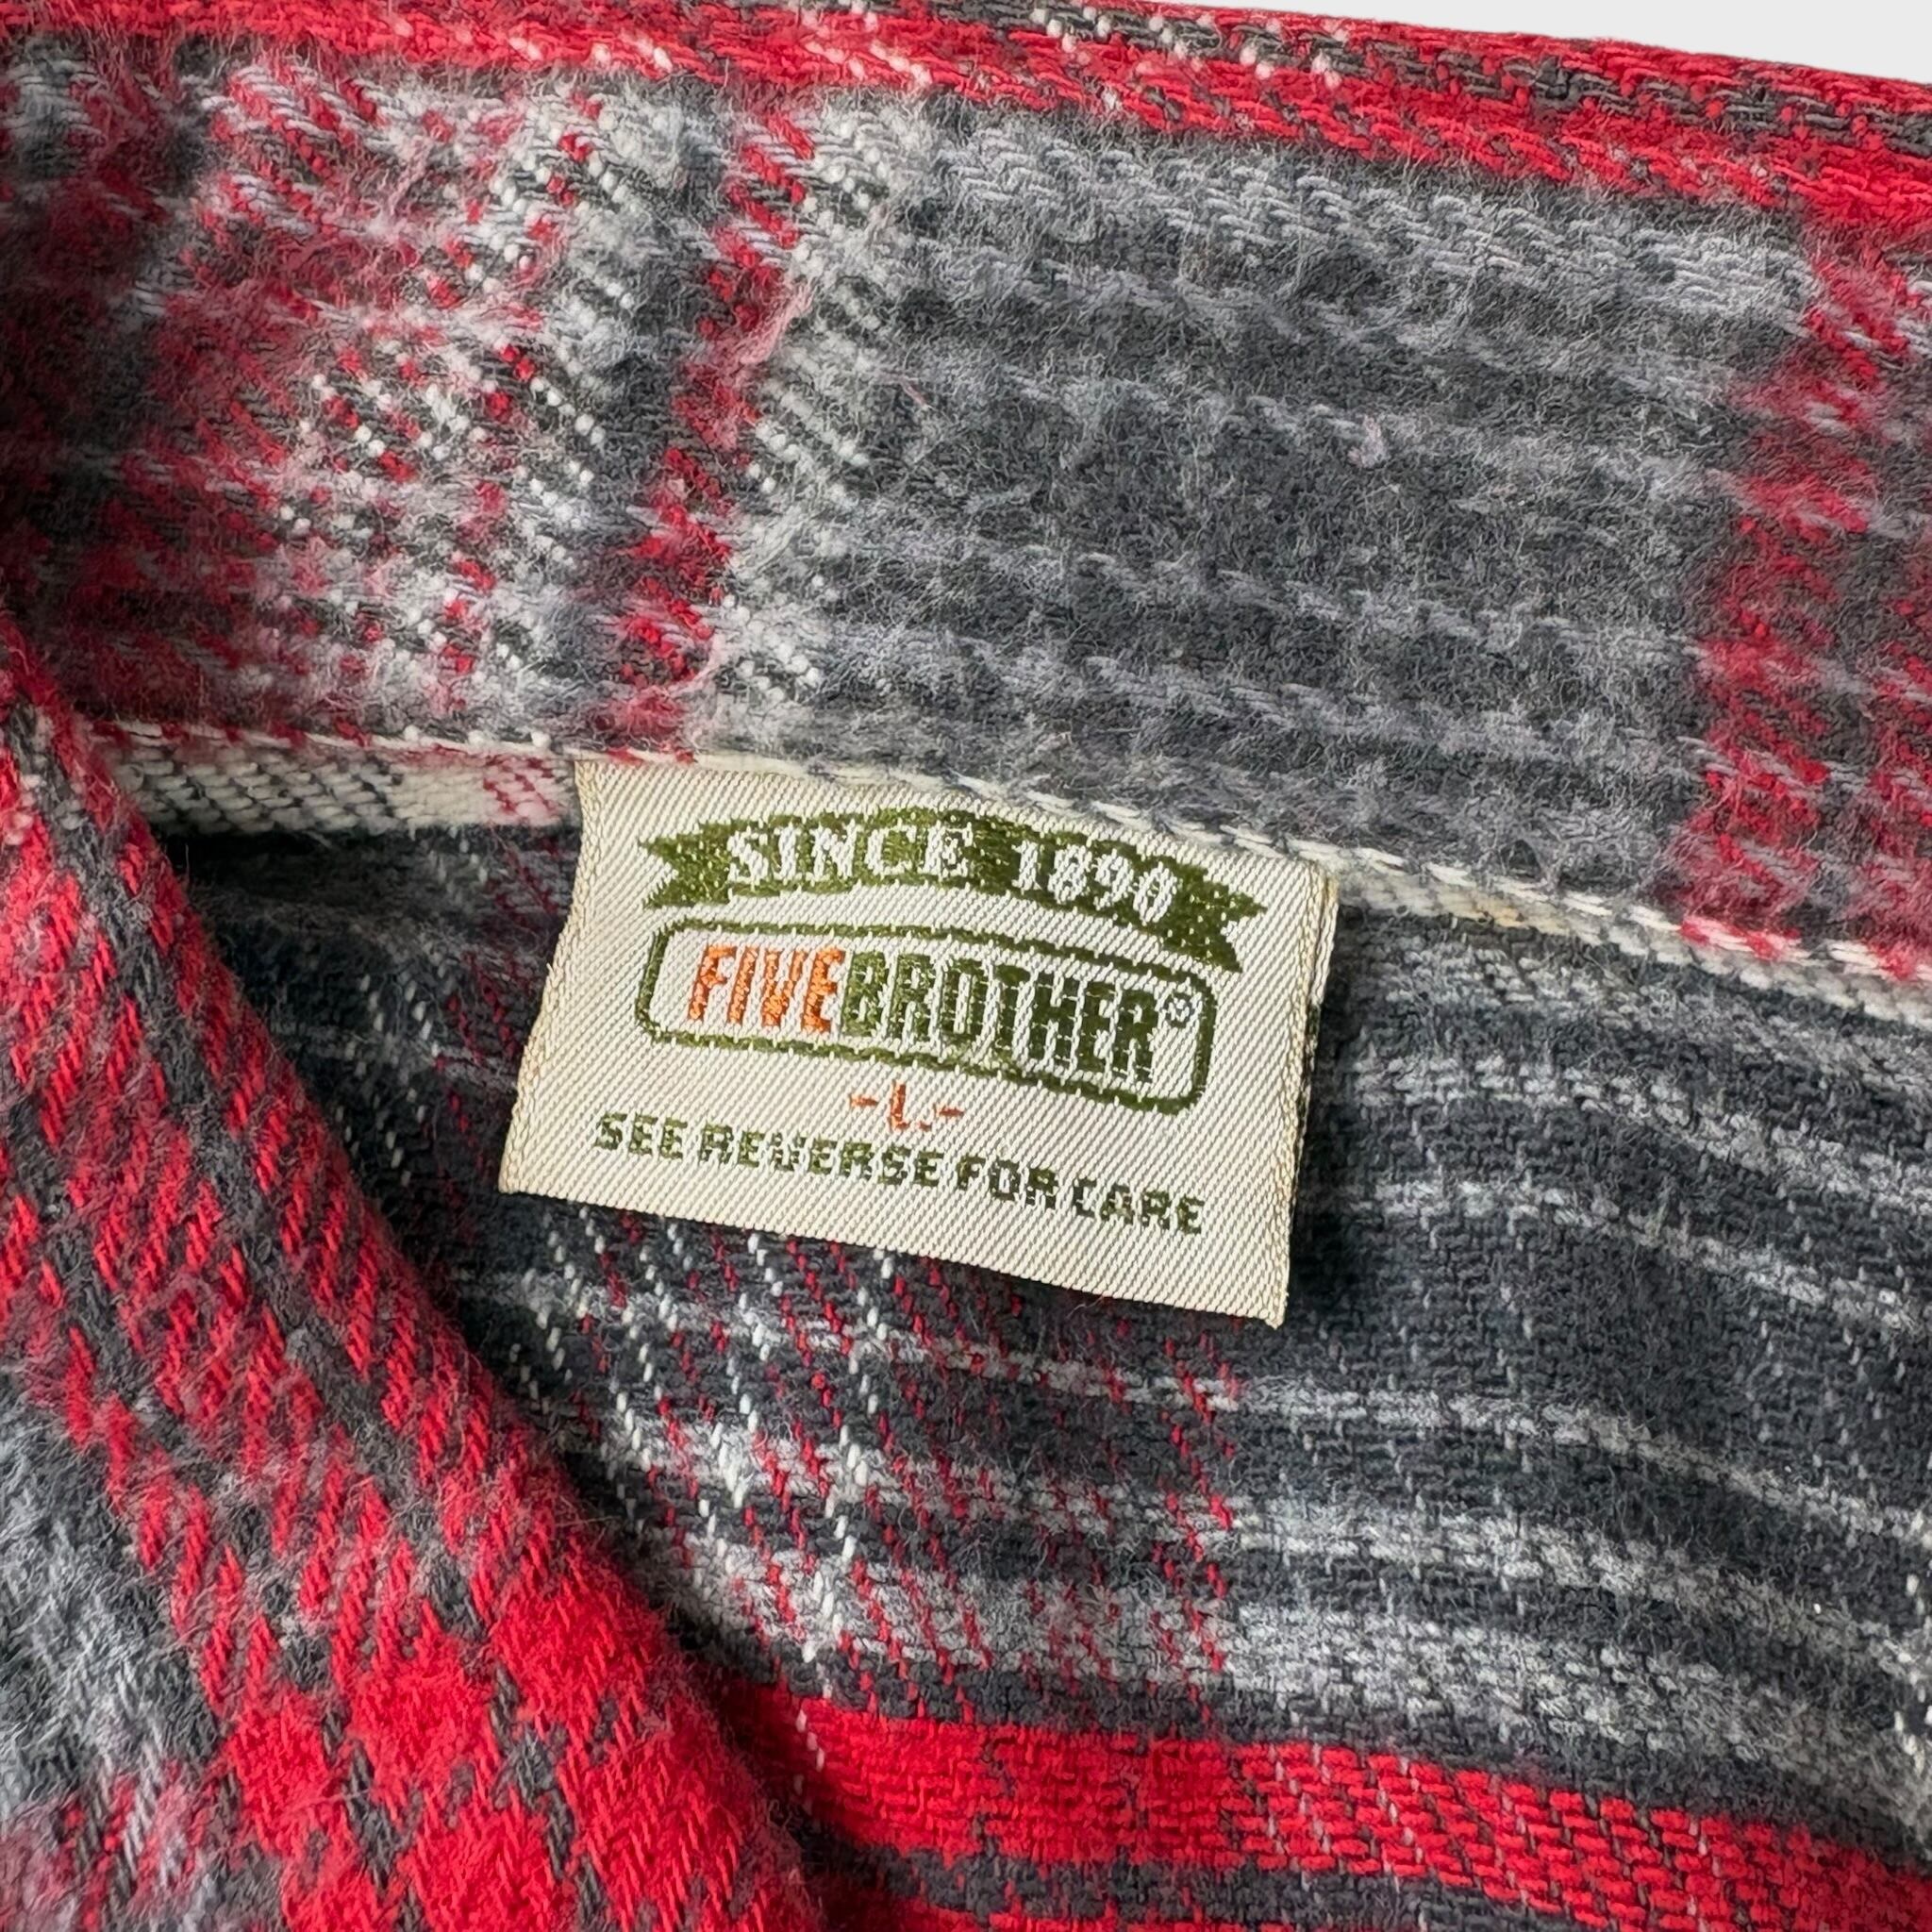 SINCE 1890
FIVEBROTHER®
-L-
SEE REVERSE FOR CARE